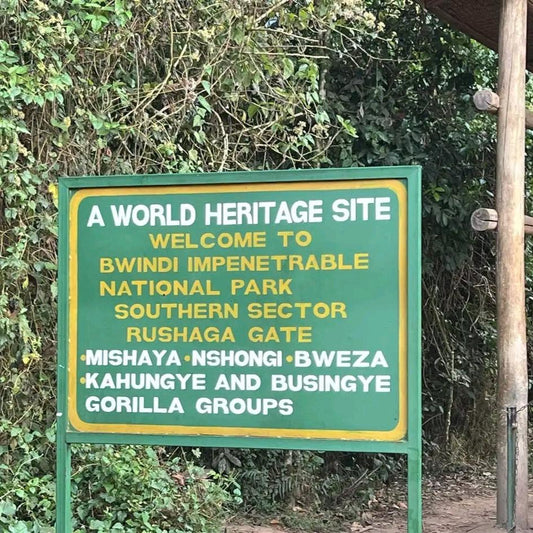 A WORLD HERITAGE SITE
WELCOME TO
BWINDI IMPENETRABLE
NATIONAL PARK
SOUTHERN SECTOR
RUSHAGA GATE
•MISHAYA•NSHONGI•BWEZA
•KAHUNGYE AND BUSINGYE
GORILLA GROUPS